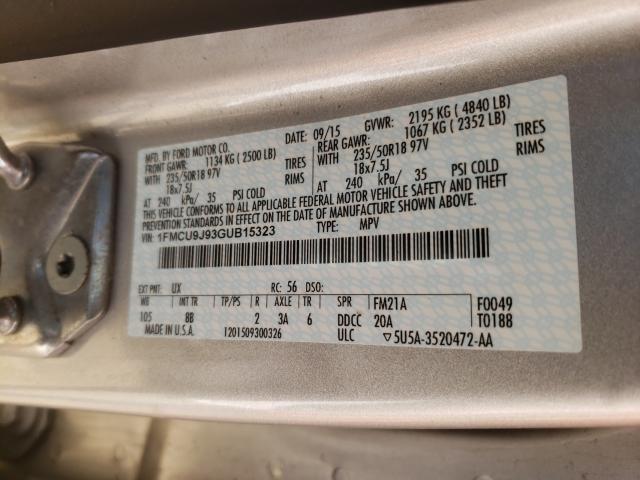 MFD. BY FORD MOTOR CO. DATE: 09/15 GVWR: 2195 KG ( 4840 LB)
FRONT GAWR: 1134 KG ( 2500 LB) REAR GAWR: 1067 KG ( 2352 LB)
WITH 235/50R18 97V TIRES WITH 235/50R18 97V TIRES
18x7.5J RIMS 18x7.5J RIMS
AT 240 kPa/ 35 PSI COLD AT 240 kPa/ 35 PSI COLD
THIS VEHICLE CONFORMS TO ALL APPLICABLE FEDERAL MOTOR VEHICLE SAFETY AND THEFT
PREVENTION STANDARDS IN EFFECT ON THE DATE OF MANUFACTURE SHOWN ABOVE.
1FMCU9J93GUB15323 TYPE: MPV
EXT PNT: UX RC: 56 DSO:
WB INT TR TP/PS R AXLE TR SPR FM21A F0049
105 8B 2 3A 6 DDCC 20A T0188
MADE IN U.S.A. 1201509300326 ULC ▽5U5A-3520472-AA